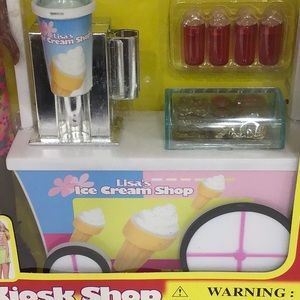 Lisa's
Ice Cream Shop
Lisa's
Ice Cream Shop
Kiosk Shop
WARNING :